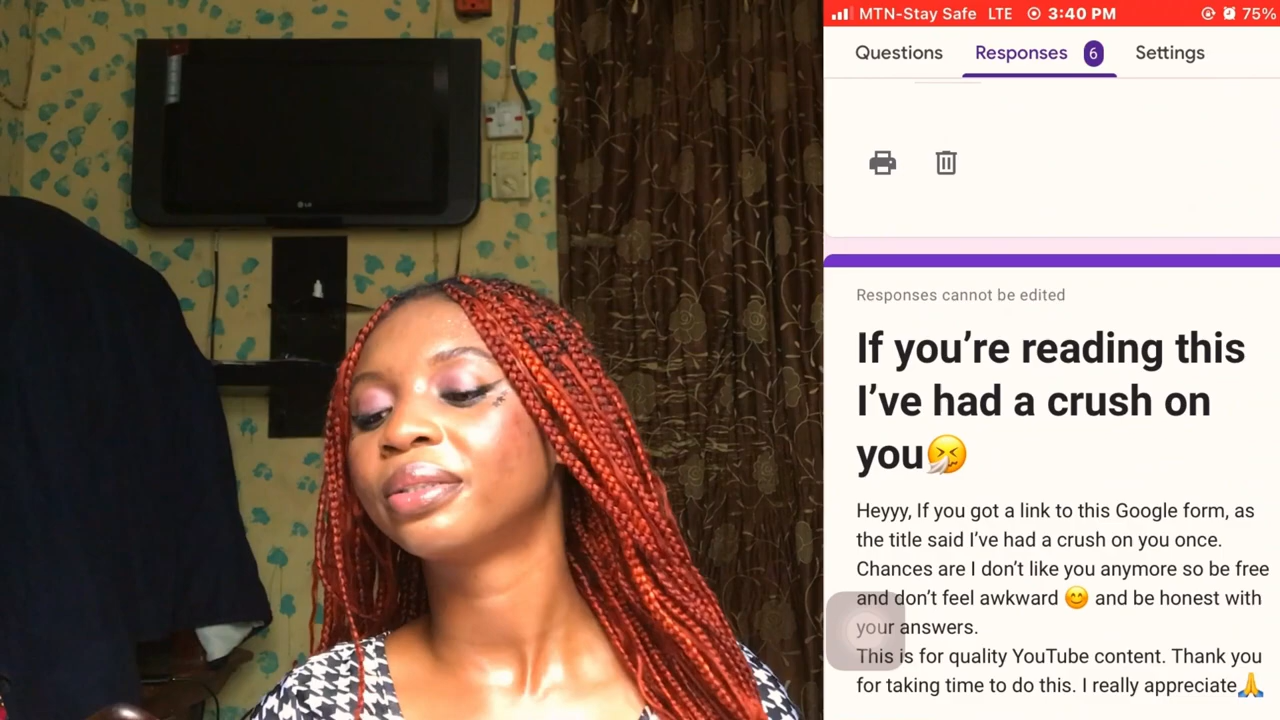 MTN-Stay Safe LTE 3:40 PM 75%
Questions Responses 6 Settings
Responses cannot be edited
If you’re reading this
I’ve had a crush on
you🤧
Heyyy, If you got a link to this Google form, as
the title said I’ve had a crush on you once.
Chances are I don’t like you anymore so be free
and don’t feel awkward 😊 and be honest with
your answers.
This is for quality YouTube content. Thank you
for taking time to do this. I really appreciate🙏
LG